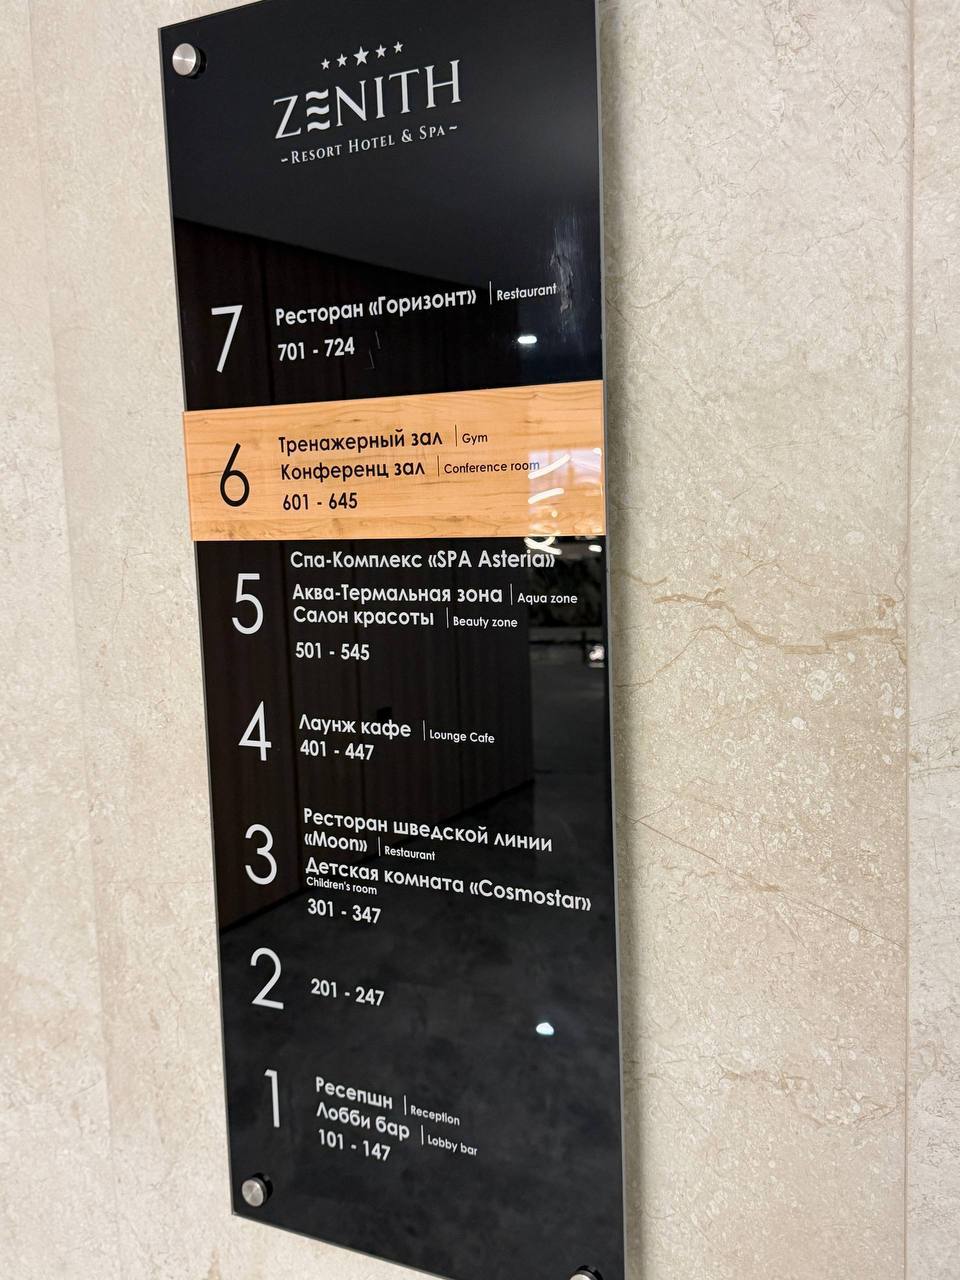 ZENITH
~RESORT HOTEL & SPA~
7
Ресторан «Горизонт» | Restaurant
701 - 724
6
Тренажерный зал | Gym
Конференц зал | Conference room
601 - 645
5
Спа-Комплекс «SPA Asteria»
Аква-Термальная зона | Aqua zone
Салон красоты | Beauty zone
501 - 545
4
Лаунж кафе | Lounge Cafe
401 - 447
3
Ресторан шведской линии
«Moon» | Restaurant
Детская комната «Cosmostar»
Children's room
301 - 347
2
201 - 247
1
Ресепшн | Reception
Лобби бар | Lobby bar
101 - 147